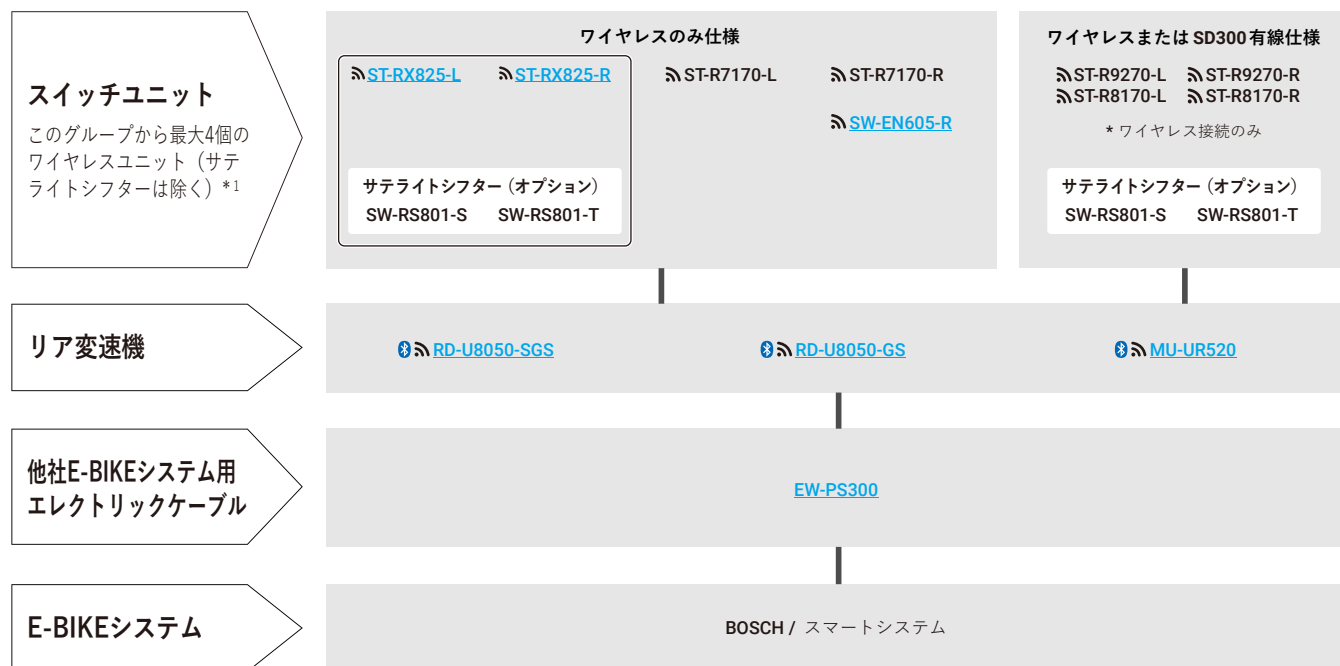 スイッチユニット
このグループから最大4個の
ワイヤレスユニット（サテ
ライトシフターは除く）*1
ワイヤレスのみ仕様
ST-RX825-L ST-RX825-R ST-R7170-L ST-R7170-R
SW-EN605-R
サテライトシフター（オプション）
SW-RS801-S SW-RS801-T
ワイヤレスまたは SD300 有線仕様
ST-R9270-L ST-R9270-R
ST-R8170-L ST-R8170-R
* ワイヤレス接続のみ
サテライトシフター（オプション）
SW-RS801-S SW-RS801-T
リア変速機
RD-U8050-SGS RD-U8050-GS MU-UR520
他社E-BIKEシステム用
エレクトリックケーブル
EW-PS300
E-BIKEシステム
BOSCH / スマートシステム